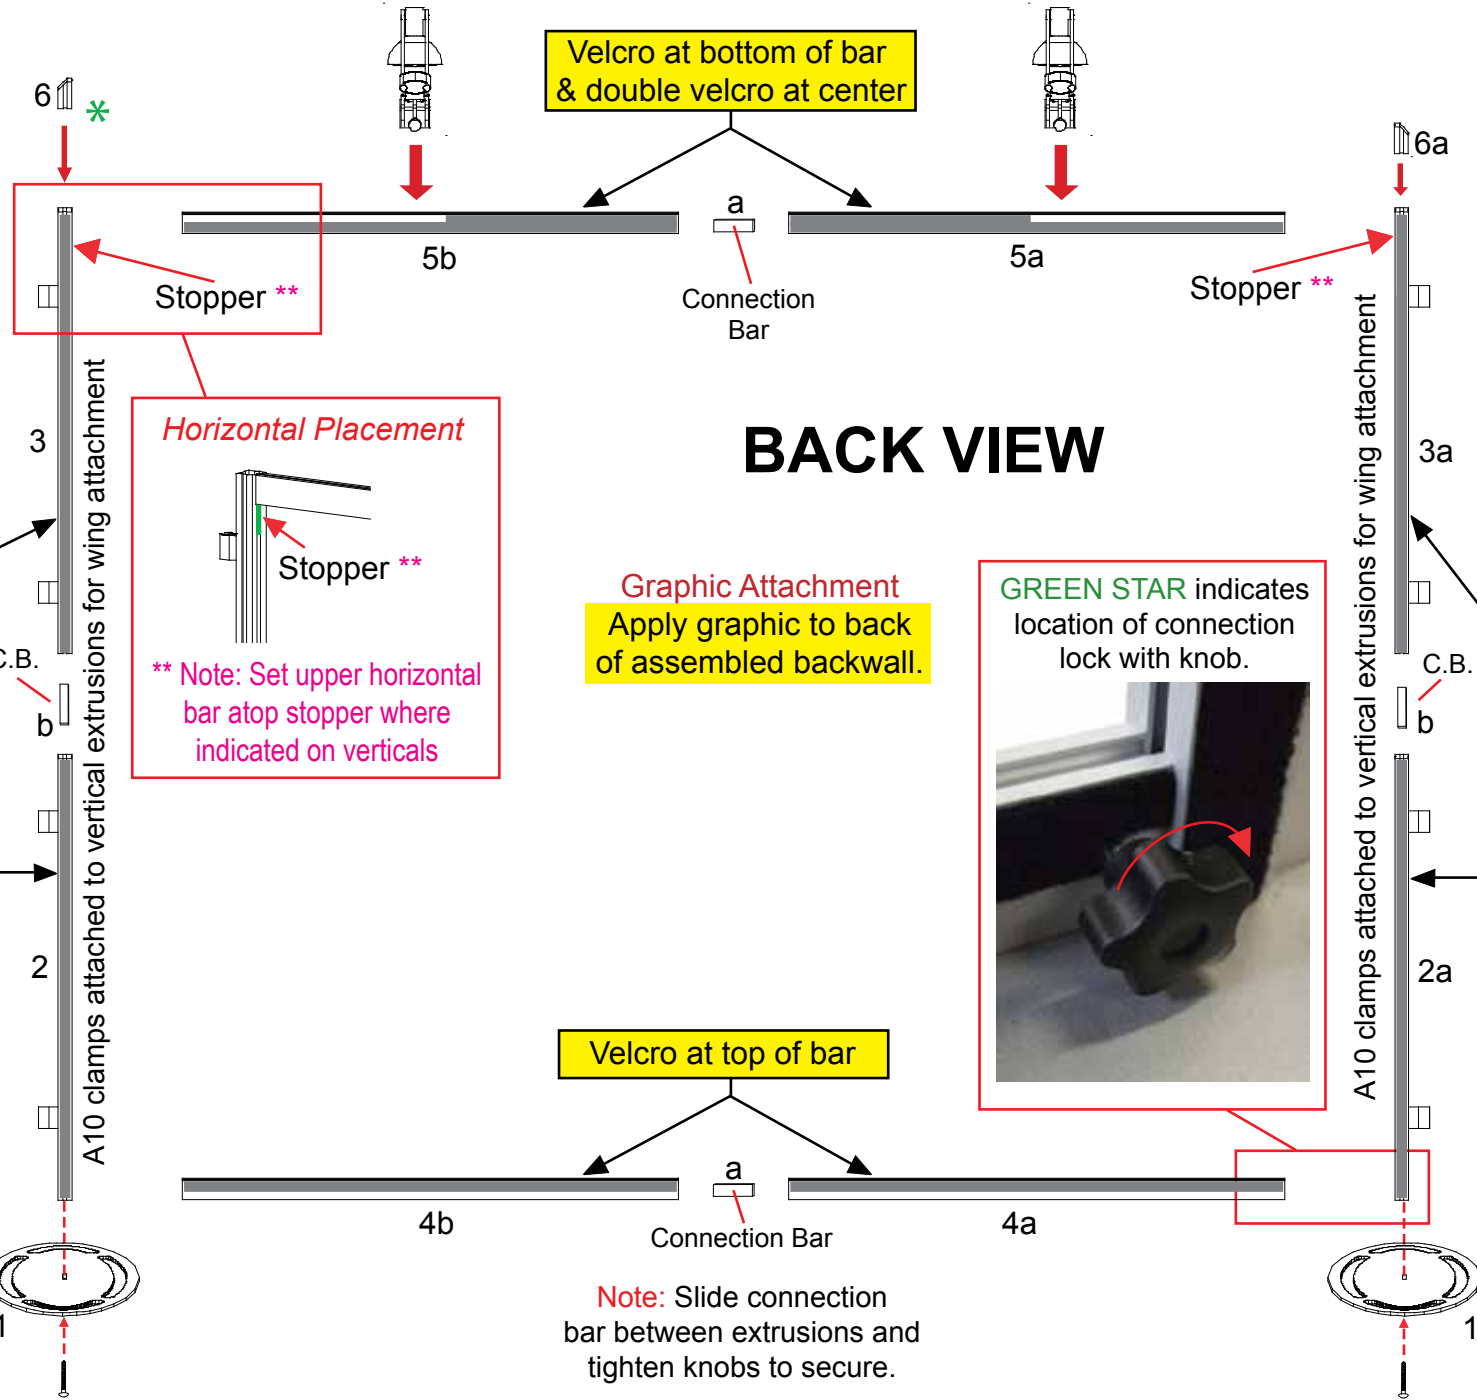 Velcro at bottom of bar
& double velcro at center
6
*
6a
a
5b
5a
Connection
Bar
Stopper **
Stopper **
A10 clamps attached to vertical extrusions for wing attachment
A10 clamps attached to vertical extrusions for wing attachment
3
3a
Horizontal Placement
Stopper **
** Note: Set upper horizontal
bar atop stopper where
indicated on verticals
BACK VIEW
Graphic Attachment
Apply graphic to back
of assembled backwall.
GREEN STAR indicates
location of connection
lock with knob.
C.B.
b
C.B.
b
2
2a
Velcro at top of bar
a
4b
4a
Connection Bar
1
1
Note: Slide connection
bar between extrusions and
tighten knobs to secure.